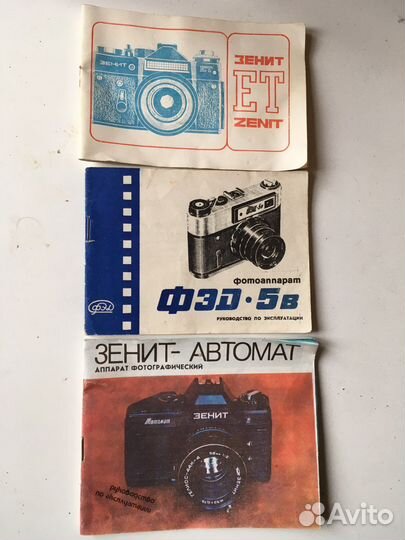 ЗЕНИТ
ЗЕНИТ
ET
ZENIT
фотоаппарат
ФЭД·5в
РУКОВОДСТВО ПО ЭКСПЛУАТАЦИИ
ФЭД
ЗЕНИТ- АВТОМАТ
АППАРАТ ФОТОГРАФИЧЕСКИЙ
ЗЕНИТ
Автомат
руководство
по эксплуатации
Avito